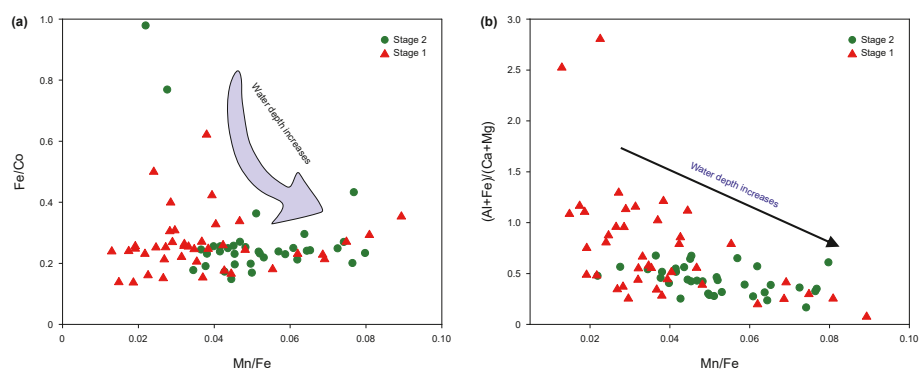 (a)
1.0
0.8
0.6
0.4
0.2
0
0
0.02
0.04
0.06
0.08
0.10
Fe/Co
Mn/Fe
Stage 2
Stage 1
Water depth increases
(b)
3.0
2.5
2.0
1.5
1.0
0.5
0
0.02
0.04
0.06
0.08
0.10
(Al+Fe)/(Ca+Mg)
Mn/Fe
Stage 2
Stage 1
Water depth increases